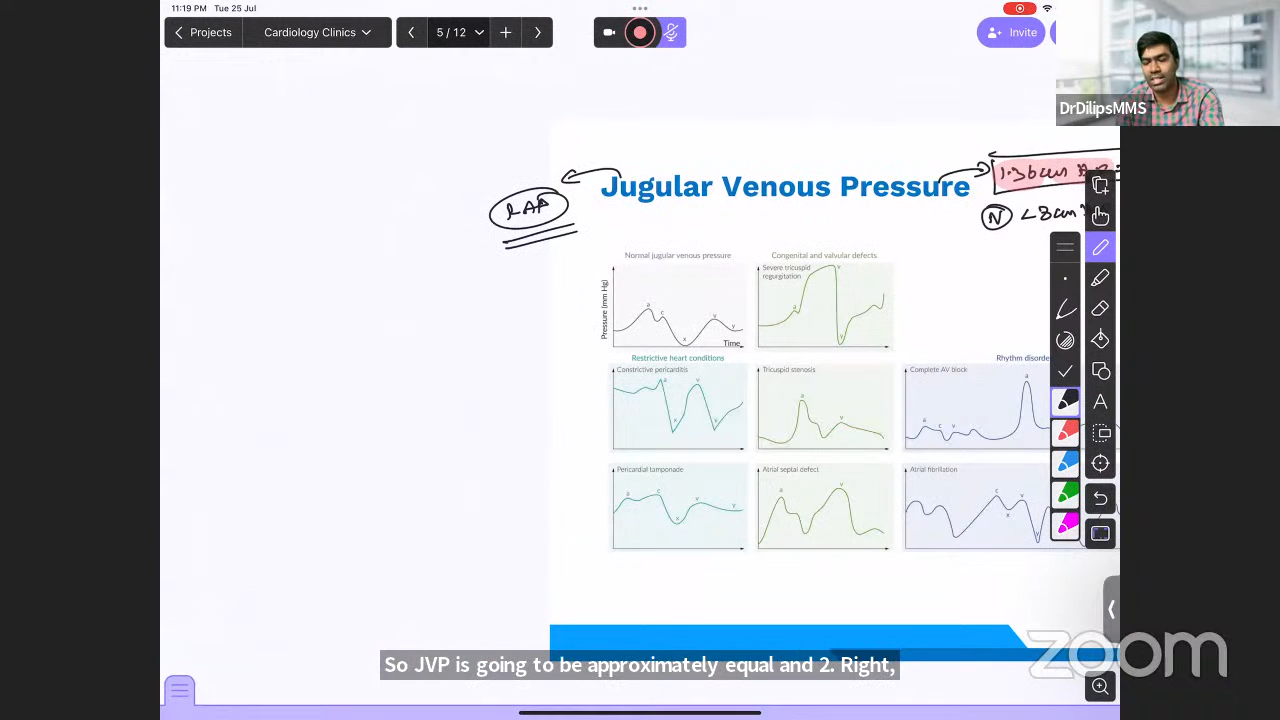 11:19 PM Tue 25 Jul
Projects
Cardiology Clinics
5 / 12
Invite
DrDilipsMMS
Jugular Venous Pressure
1.36cm
N
<8cm
Normal jugular venous pressure
Pressure (mm Hg)
a
c
x
v
y
Time
Congenital and valvular defects
Severe tricuspid
regurgitation
a
v
y
Restrictive heart conditions
Constrictive pericarditis
a
x
v
y
Tricuspid stenosis
a
v
Rhythm disorde
Complete AV block
a
c
v
a
Pericardial tamponade
a
c
x
v
y
Atrial septal defect
a
v
Atrial fibrillation
c
x
v
A
So JVP is going to be approximately equal and 2. Right,
zoom